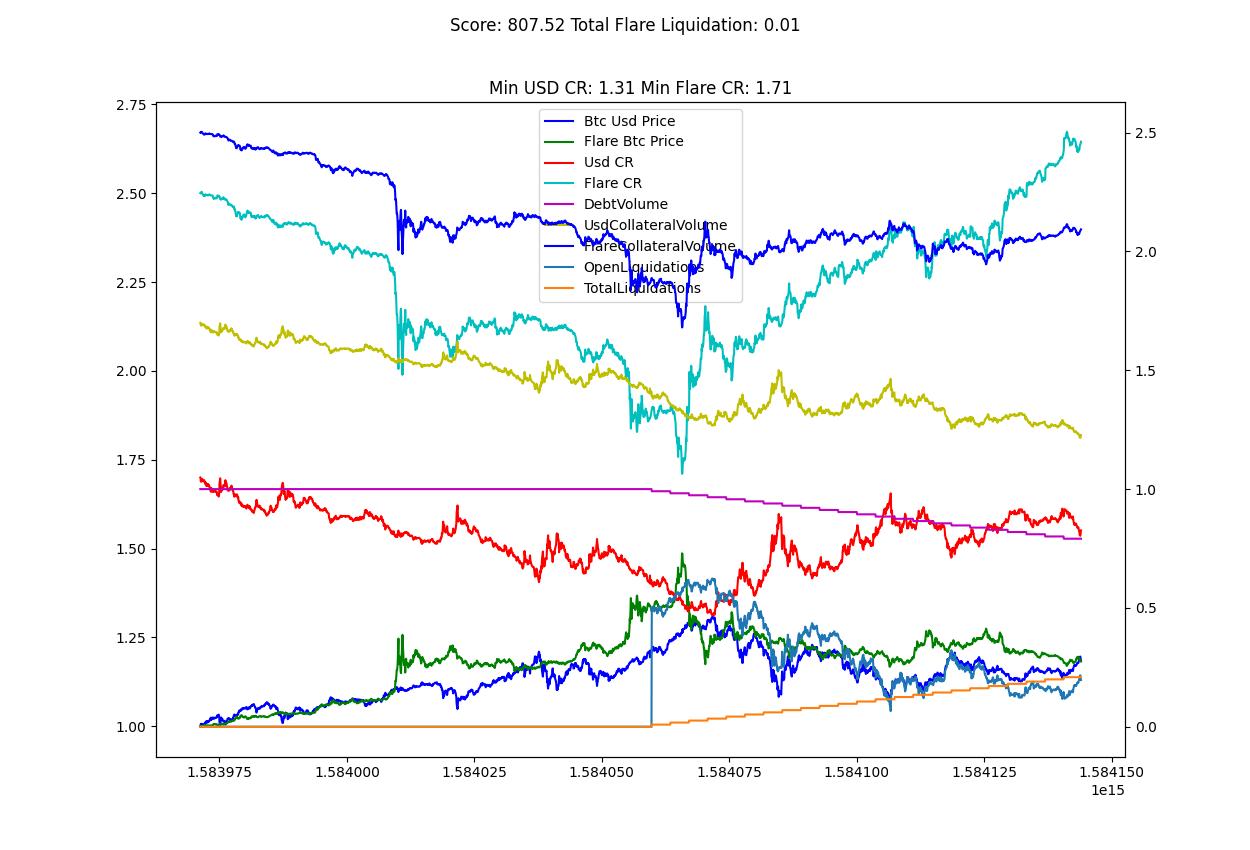 Score: 807.52 Total Flare Liquidation: 0.01
Min USD CR: 1.31 Min Flare CR: 1.71
Btc Usd Price
Flare Btc Price
Usd CR
Flare CR
DebtVolume
UsdCollateralVolume
FlareCollateralVolume
OpenLiquidations
TotalLiquidations
2.75
2.50
2.25
2.00
1.75
1.50
1.25
1.00
2.5
2.0
1.5
1.0
0.5
0.0
1.583975 1.584000 1.584025 1.584050 1.584075 1.584100 1.584125 1.584150
1e15